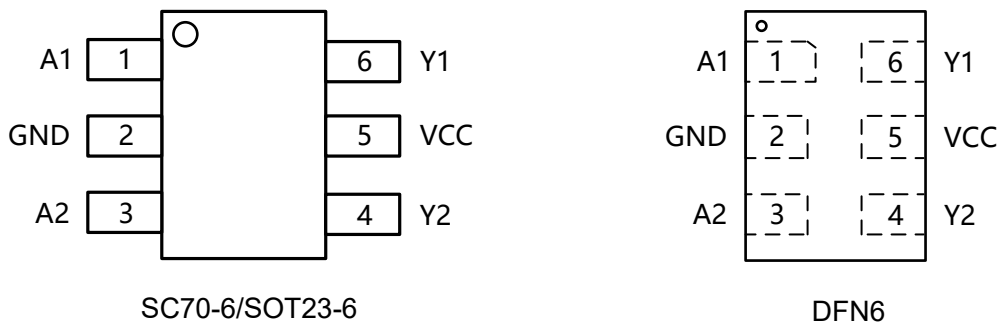 A1 1 6 Y1
GND 2 5 VCC
A2 3 4 Y2
SC70-6/SOT23-6
A1 1 6 Y1
GND 2 5 VCC
A2 3 4 Y2
DFN6